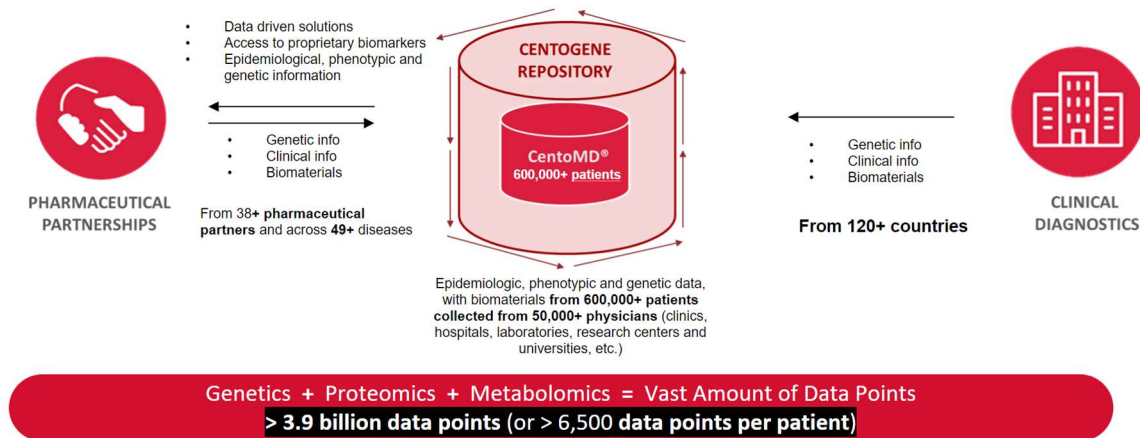 • Data driven solutions
• Access to proprietary biomarkers
• Epidemiological, phenotypic and
genetic information
• Genetic info
• Clinical info
• Biomaterials
PHARMACEUTICAL
PARTNERSHIPS
From 38+ pharmaceutical
partners and across 49+ diseases
CENTOGENE
REPOSITORY
CentoMD®
600,000+ patients
Epidemiologic, phenotypic and genetic data,
with biomaterials from 600,000+ patients
collected from 50,000+ physicians (clinics,
hospitals, laboratories, research centers and
universities, etc.)
• Genetic info
• Clinical info
• Biomaterials
From 120+ countries
CLINICAL
DIAGNOSTICS
Genetics + Proteomics + Metabolomics = Vast Amount of Data Points
> 3.9 billion data points (or > 6,500 data points per patient)